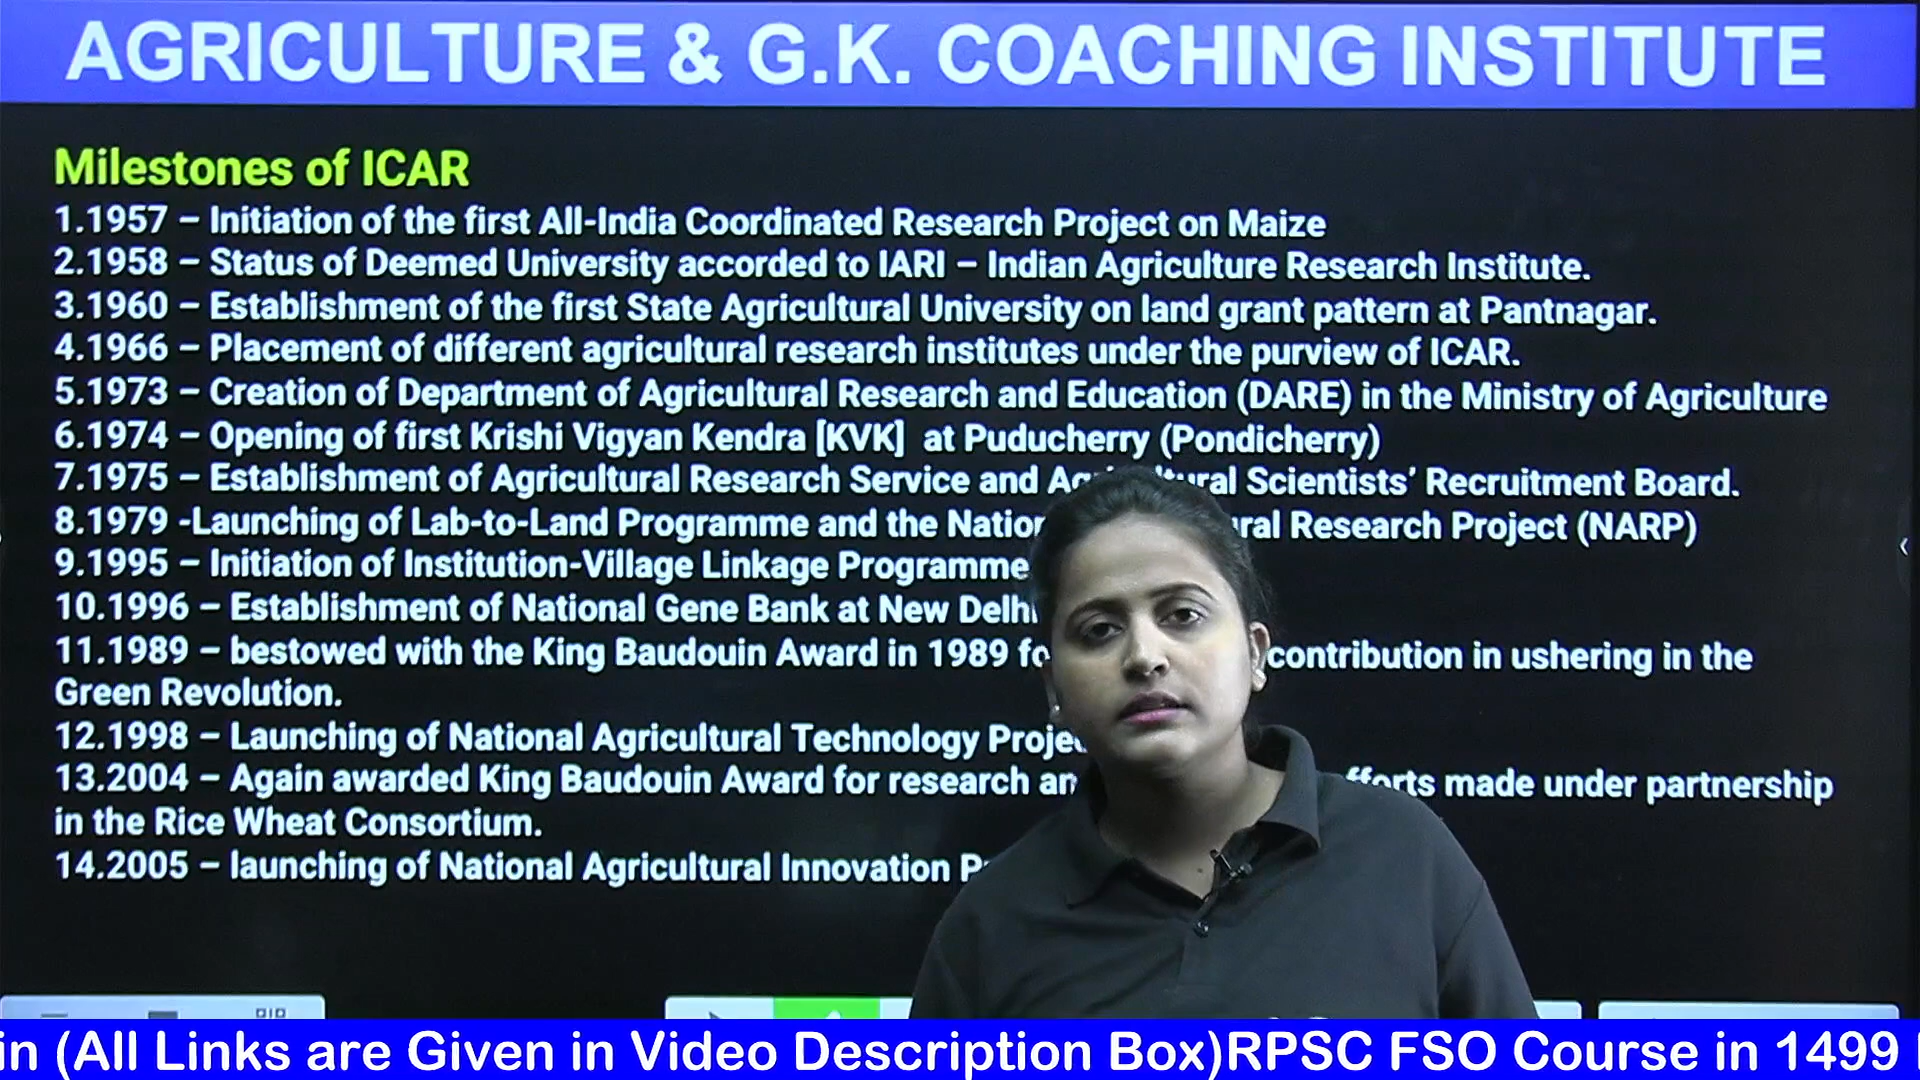 AGRICULTURE & G.K. COACHING INSTITUTE
Milestones of ICAR
1.1957 – Initiation of the first All-India Coordinated Research Project on Maize
2.1958 – Status of Deemed University accorded to IARI – Indian Agriculture Research Institute.
3.1960 – Establishment of the first State Agricultural University on land grant pattern at Pantnagar.
4.1966 – Placement of different agricultural research institutes under the purview of ICAR.
5.1973 – Creation of Department of Agricultural Research and Education (DARE) in the Ministry of Agriculture
6.1974 – Opening of first Krishi Vigyan Kendra [KVK] at Puducherry (Pondicherry)
7.1975 – Establishment of Agricultural Research Service and Scientists’ Recruitment Board.
8.1979 -Launching of Lab-to-Land Programme and the Research Project (NARP)
9.1995 – Initiation of Institution-Village Linkage Programme
10.1996 – Establishment of National Gene Bank at New Delhi
11.1989 – bestowed with the King Baudouin Award in 1989 contribution in ushering in the
Green Revolution.
12.1998 – Launching of National Agricultural Technology
13.2004 – Again awarded King Baudouin Award for research made under partnership
in the Rice Wheat Consortium.
14.2005 – launching of National Agricultural Innovation
in (All Links are Given in Video Description Box)RPSC FSO Course in 1499